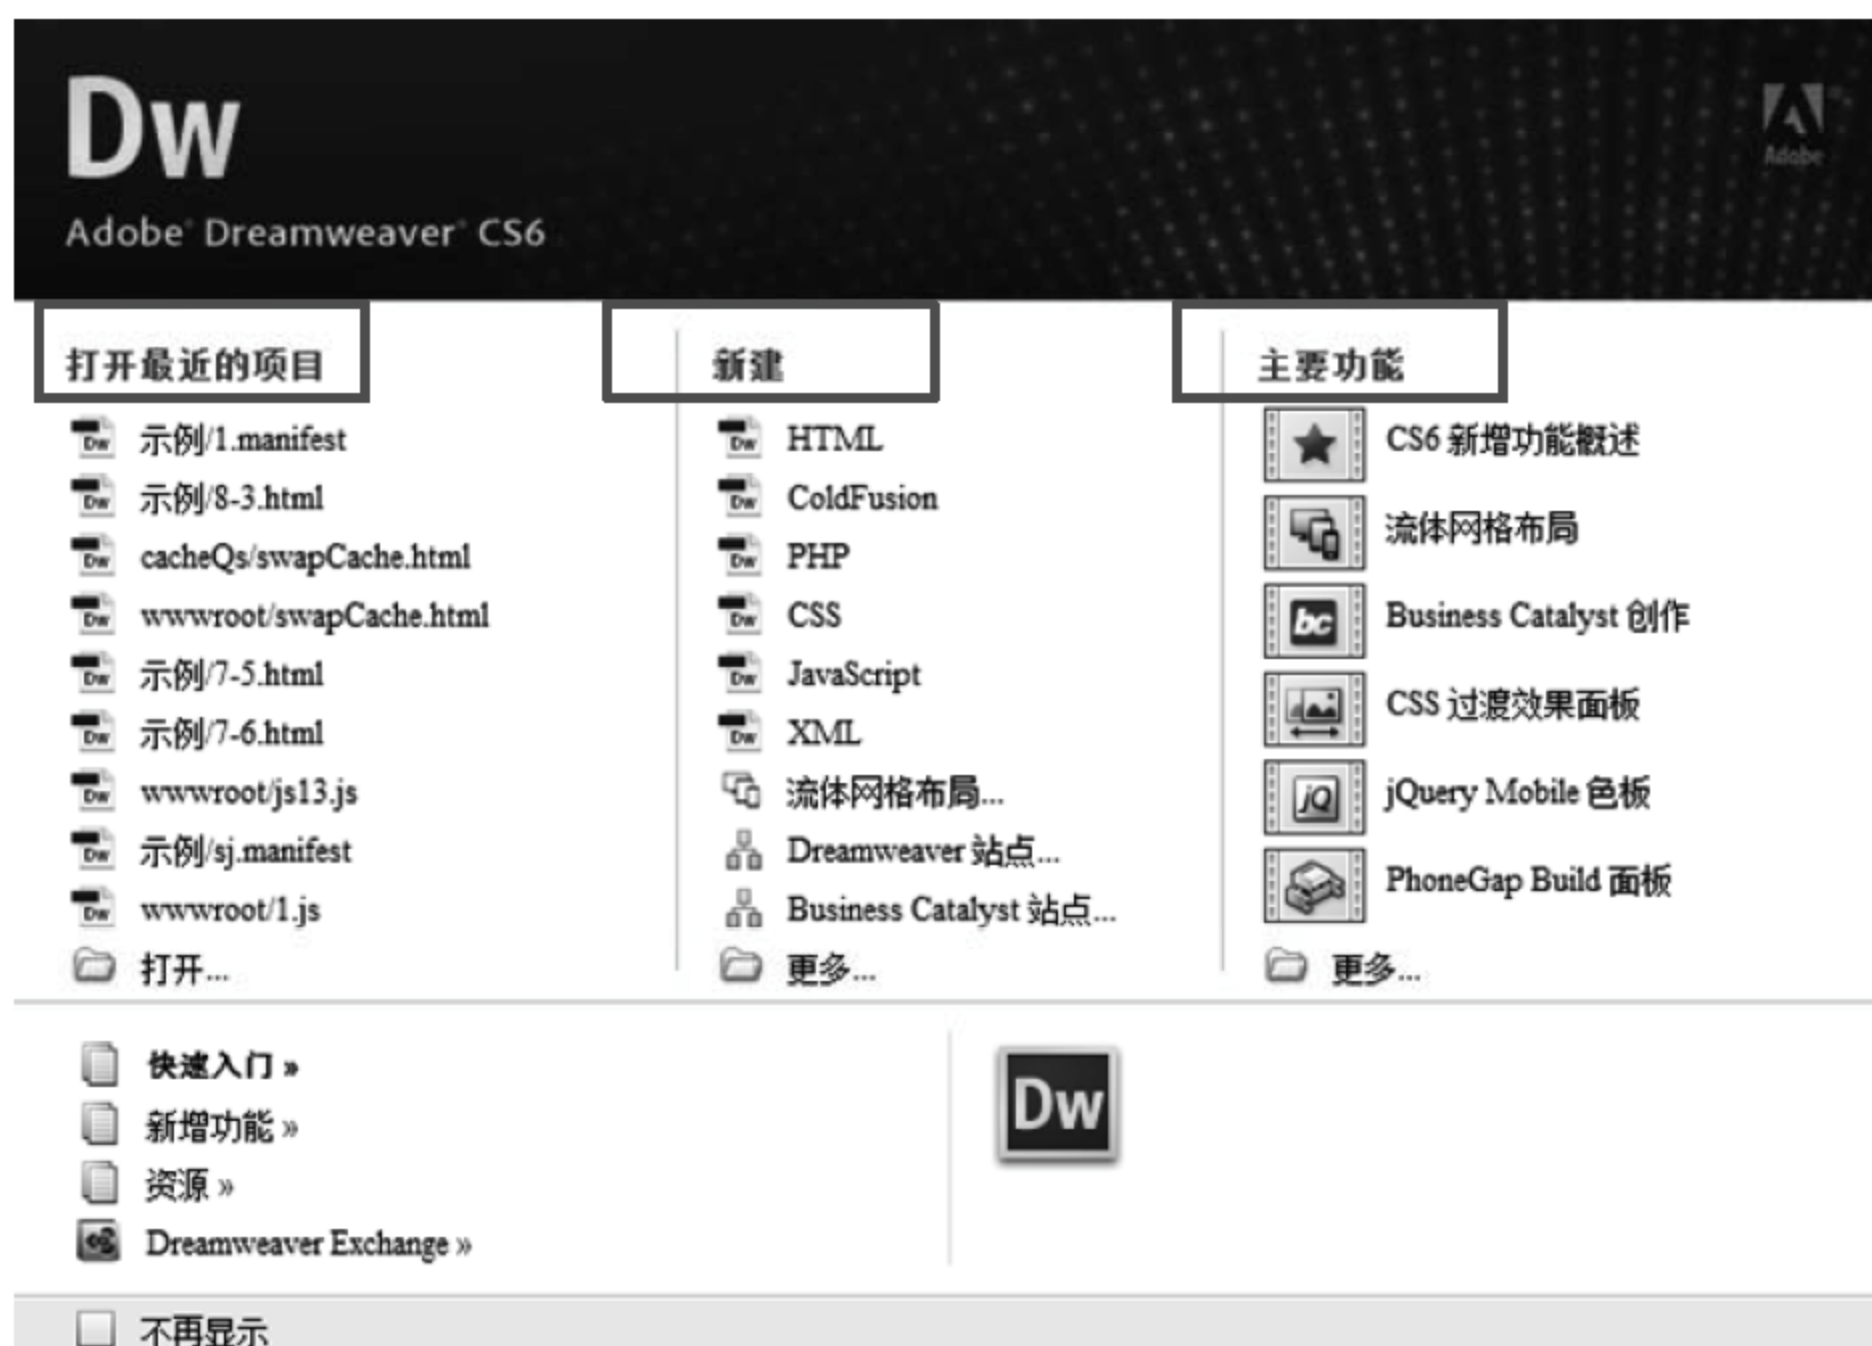 Dw
Adobe
Adobe® Dreamweaver® CS6
打开最近的项目
示例/1.manifest
示例/8-3.html
cacheQs/swapCache.html
wwwroot/swapCache.html
示例/7-5.html
示例/7-6.html
wwwroot/js13.js
示例/sj.manifest
wwwroot/1.js
打开...
新建
HTML
ColdFusion
PHP
CSS
JavaScript
XML
流体网格布局...
Dreamweaver 站点...
Business Catalyst 站点...
更多...
主要功能
CS6 新增功能概述
流体网格布局
Business Catalyst 创作
CSS 过渡效果面板
jQuery Mobile 色板
PhoneGap Build 面板
更多...
快速入门 »
新增功能 »
资源 »
Dreamweaver Exchange »
Dw
不再显示